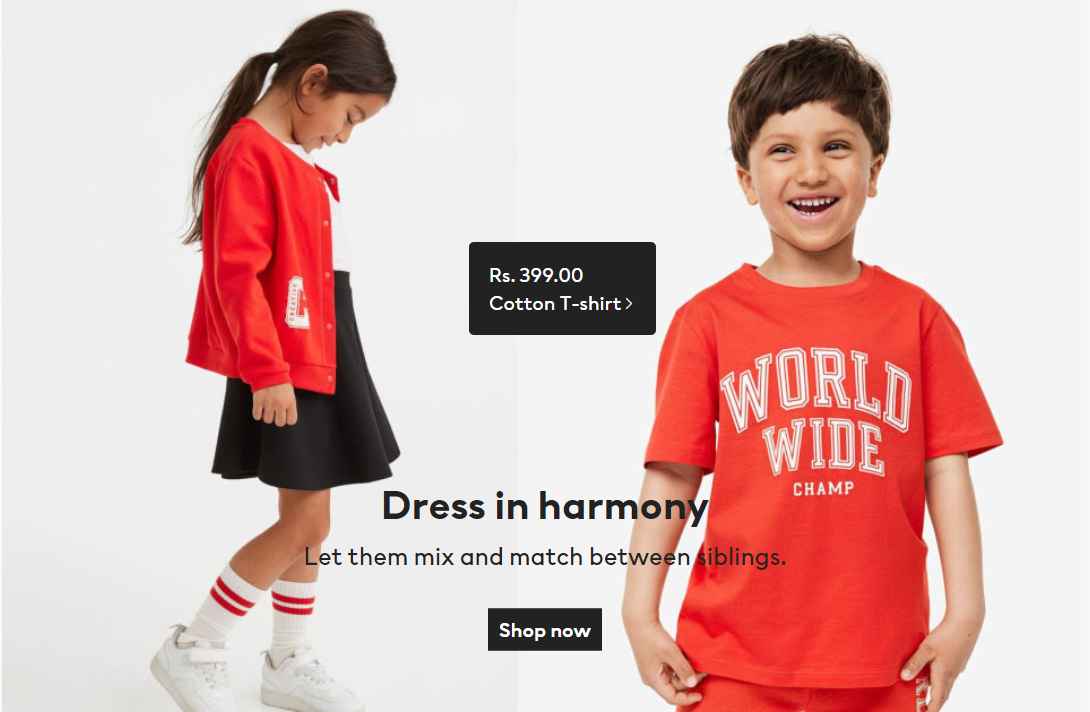 Rs. 399.00
Cotton T-shirt >
WORLD
WIDE
CHAMP
Dress in harmony
Let them mix and match between siblings.
Shop now